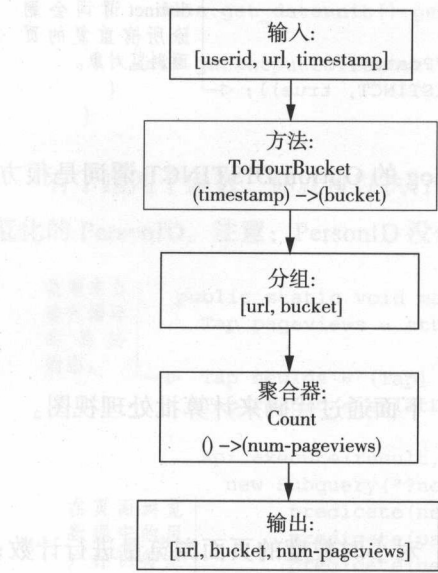 输入:
[userid, url, timestamp]
方法:
ToHourBucket
(timestamp) –>(bucket)
分组:
[url, bucket]
聚合器:
Count
() –>(num-pageviews)
输出:
[url, bucket, num-pageviews]